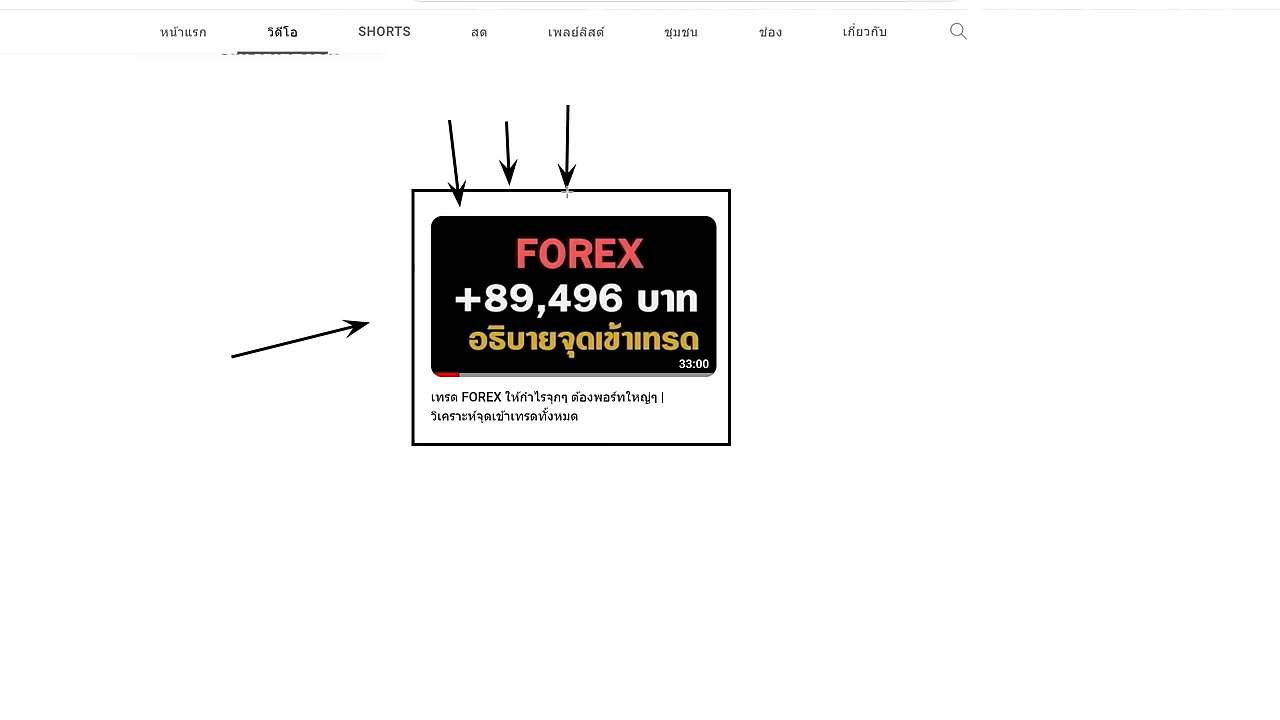 หน้าแรก วิดีโอ SHORTS สด เพลย์ลิสต์ ชุมชน ช่อง เกี่ยวกับ
FOREX
+89,496 บาท
อธิบายจุดเข้าเทรด
33:00
เทรด FOREX ให้กำไรจุกๆ ต้องพอร์ทใหญ่ๆ |
วิเคราะห์จุดเข้าเทรดทั้งหมด